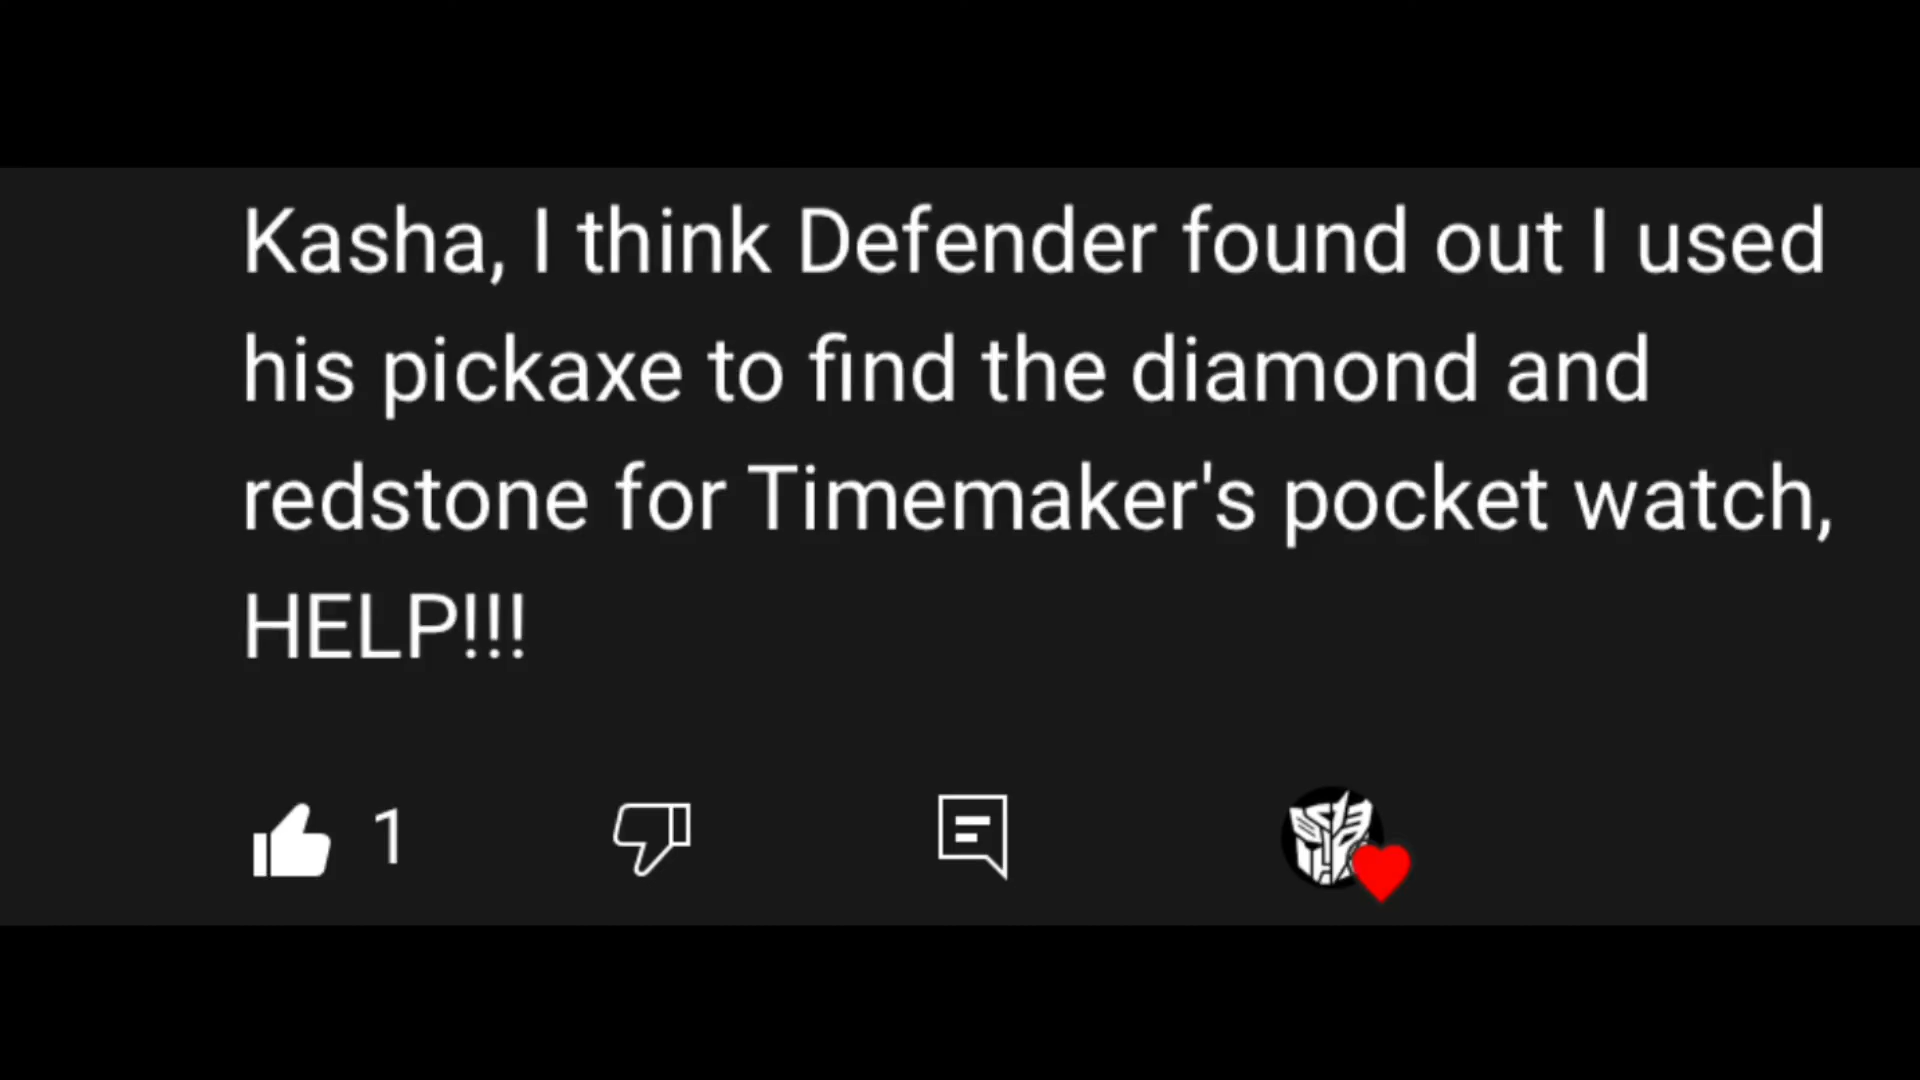 Kasha, I think Defender found out I used
his pickaxe to find the diamond and
redstone for Timemaker's pocket watch,
HELP!!!
1